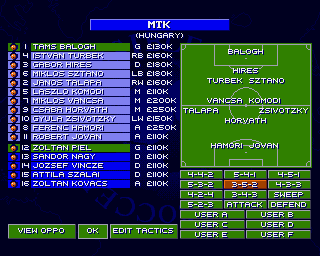 MTK
(HUNGARY)
1 TAMS BALOGH G £130K
4 ISTVAN TURBEK RB £160K
3 GABOR HIRES D £180K
6 MIKLOS SZTANO LB £180K
2 JANOS TALAPA RW £160K
5 LASZLO KOMODI M £110K
7 MIKLOS VANCSA M £200K
9 CSABA HORVATH M £250K
10 GYULA ZSIVOTZKY LW £150K
8 FERENC HAMORI A £250K
11 ROBERT JOVAN A £110K
12 ZOLTAN PIEL G £110K
13 SANDOR NAGY D £110K
14 JOZSEF VINCZE D £110K
15 ATTILA SZALAI D £110K
16 ZOLTAN KOVACS A £110K
BALOGH
HIRES
TURBEK SZTANO
VANCSA KOMODI
TALAPA ZSIVOTZKY
HORVATH
HAMORI JOVAN
4-4-2 5-4-1 4-5-1
5-3-2 3-5-2 4-3-3
4-2-4 3-4-3 SWEEP
5-2-3 ATTACK DEFEND
USER A USER B
USER C USER D
USER E USER F
VIEW OPPO OK EDIT TACTICS